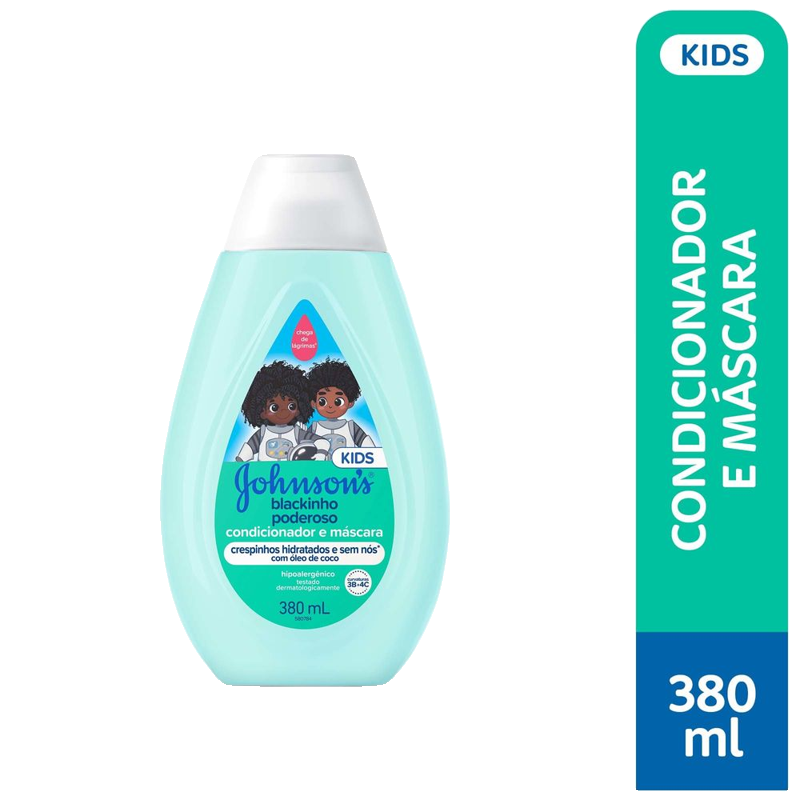 chega
de
lágrimas*
KIDS
Johnson's®
blackinho
poderoso
condicionador e máscara
crespinhos hidratados e sem nós*
com óleo de coco
hipoalergênico
testado
dermatologicamente
curvaturas
3B-4C
380 mL
KIDS
CONDICIONADOR
E MÁSCARA
380
ml